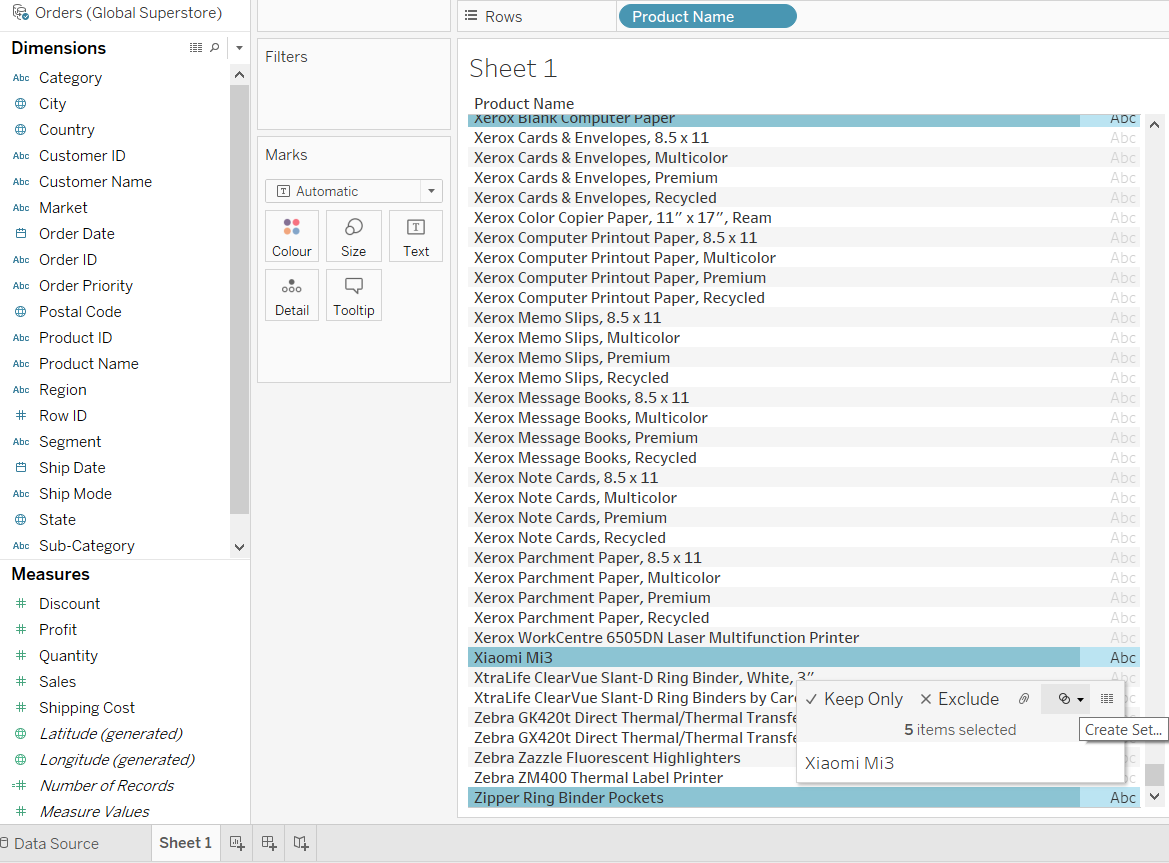 Orders (Global Superstore)
Dimensions
Abc Category
City
Country
Abc Customer ID
Abc Customer Name
Abc Market
Order Date
Abc Order ID
Abc Order Priority
Postal Code
Abc Product ID
Abc Product Name
Abc Region
# Row ID
Abc Segment
Ship Date
Abc Ship Mode
State
Abc Sub-Category
Measures
# Discount
# Profit
# Quantity
# Sales
# Shipping Cost
Latitude (generated)
Longitude (generated)
=# Number of Records
# Measure Values
Filters
Marks
T Automatic
Colour Size T Text
Detail Tooltip
Rows Product Name
Sheet 1
Product Name
Xerox Blank Computer Paper Abc
Xerox Cards & Envelopes, 8.5 x 11 Abc
Xerox Cards & Envelopes, Multicolor Abc
Xerox Cards & Envelopes, Premium Abc
Xerox Cards & Envelopes, Recycled Abc
Xerox Color Copier Paper, 11″ x 17″, Ream Abc
Xerox Computer Printout Paper, 8.5 x 11 Abc
Xerox Computer Printout Paper, Multicolor Abc
Xerox Computer Printout Paper, Premium Abc
Xerox Computer Printout Paper, Recycled Abc
Xerox Memo Slips, 8.5 x 11 Abc
Xerox Memo Slips, Multicolor Abc
Xerox Memo Slips, Premium Abc
Xerox Memo Slips, Recycled Abc
Xerox Message Books, 8.5 x 11 Abc
Xerox Message Books, Multicolor Abc
Xerox Message Books, Premium Abc
Xerox Message Books, Recycled Abc
Xerox Note Cards, 8.5 x 11 Abc
Xerox Note Cards, Multicolor Abc
Xerox Note Cards, Premium Abc
Xerox Note Cards, Recycled Abc
Xerox Parchment Paper, 8.5 x 11 Abc
Xerox Parchment Paper, Multicolor Abc
Xerox Parchment Paper, Premium Abc
Xerox Parchment Paper, Recycled Abc
Xerox WorkCentre 6505DN Laser Multifunction Printer Abc
Xiaomi Mi3 Abc
XtraLife ClearVue Slant-D Ring Binder, White, 3″ Abc
XtraLife ClearVue Slant-D Ring Binders by Card
Zebra GK420t Direct Thermal/Thermal Transfe
Zebra GX420t Direct Thermal/Thermal Transfe
Zebra Zazzle Fluorescent Highlighters
Zebra ZM400 Thermal Label Printer
Zipper Ring Binder Pockets Abc
Keep Only Exclude
5 items selected
Create Set...
Xiaomi Mi3
Data Source Sheet 1